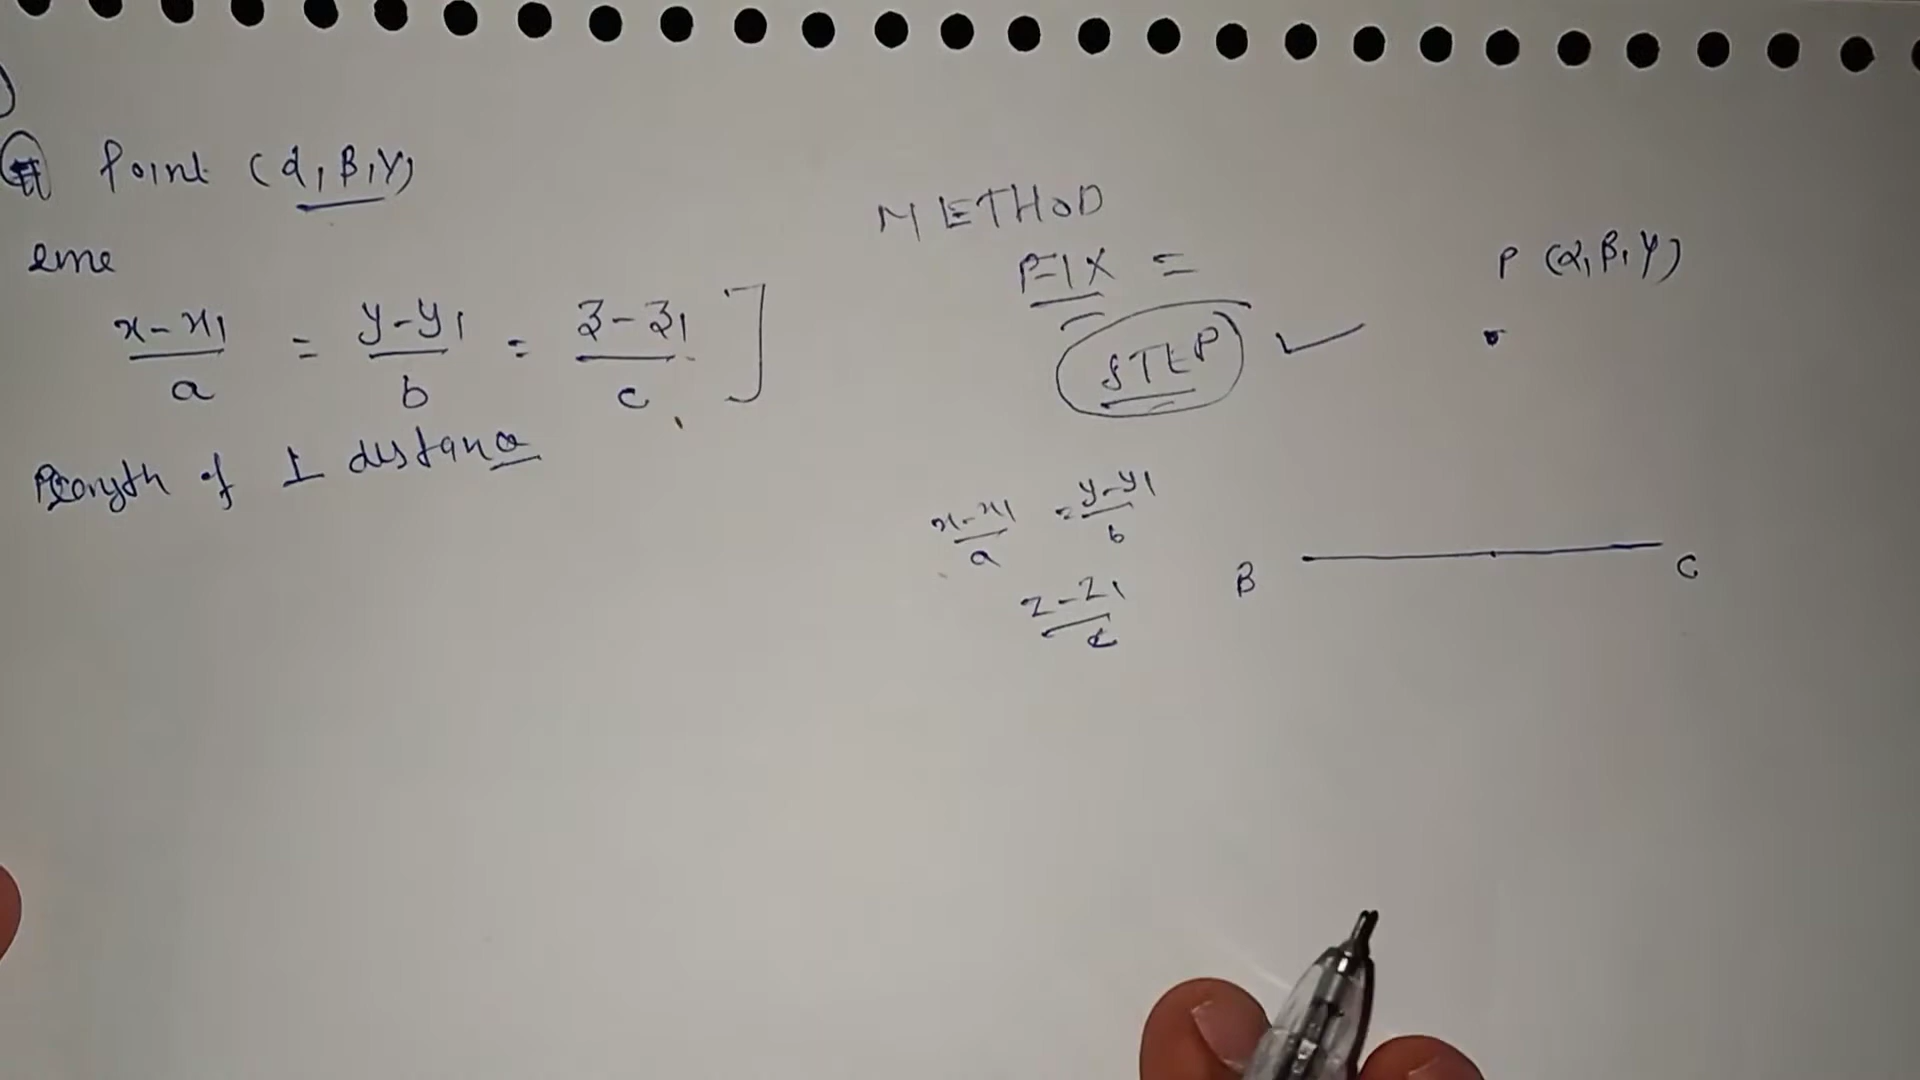 Point (α, β, γ)
line
x-x1/a = y-y1/b = z-z1/c ]
Length of ⊥ distance
METHOD
FIX =
STEP ✓
P (α, β, γ)
x-x1/a = y-y1/b
z-z1/c
B C